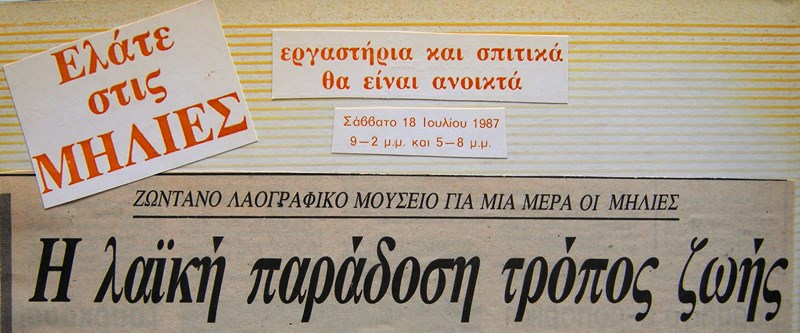 Ελάτε
στις
ΜΗΛΙΕΣ
εργαστήρια και σπιτικά
θα είναι ανοικτά
Σάββατο 18 Ιουλίου 1987
9–2 μ.μ. και 5–8 μ.μ.
ΖΩΝΤΑΝΟ ΛΑΟΓΡΑΦΙΚΟ ΜΟΥΣΕΙΟ ΓΙΑ ΜΙΑ ΜΕΡΑ ΟΙ ΜΗΛΙΕΣ
Η λαϊκή παράδοση τρόπος ζωής